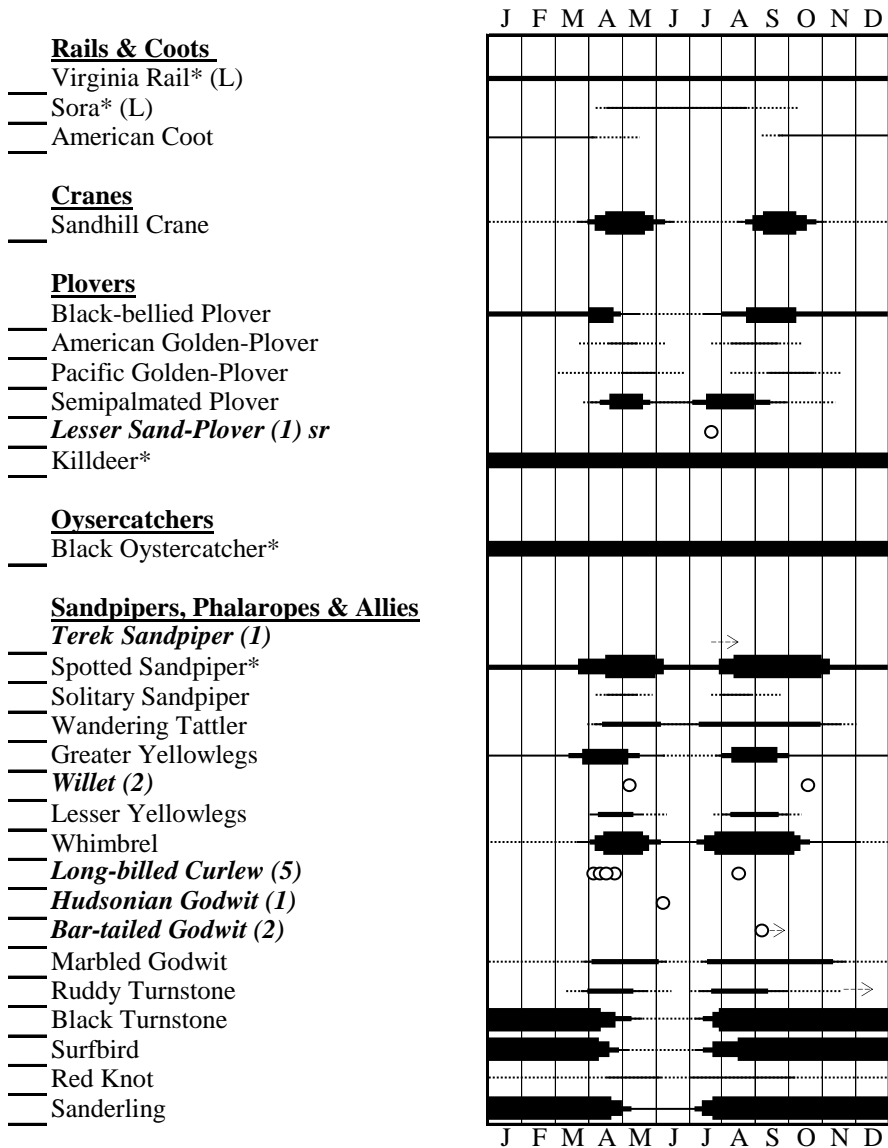 J F M A M J J A S O N D
Rails & Coots
Virginia Rail* (L)
Sora* (L)
American Coot
Cranes
Sandhill Crane
Plovers
Black-bellied Plover
American Golden-Plover
Pacific Golden-Plover
Semipalmated Plover
Lesser Sand-Plover (1) sr
Killdeer*
Oysercatchers
Black Oystercatcher*
Sandpipers, Phalaropes & Allies
Terek Sandpiper (1)
Spotted Sandpiper*
Solitary Sandpiper
Wandering Tattler
Greater Yellowlegs
Willet (2)
Lesser Yellowlegs
Whimbrel
Long-billed Curlew (5)
Hudsonian Godwit (1)
Bar-tailed Godwit (2)
Marbled Godwit
Ruddy Turnstone
Black Turnstone
Surfbird
Red Knot
Sanderling
J F M A M J J A S O N D